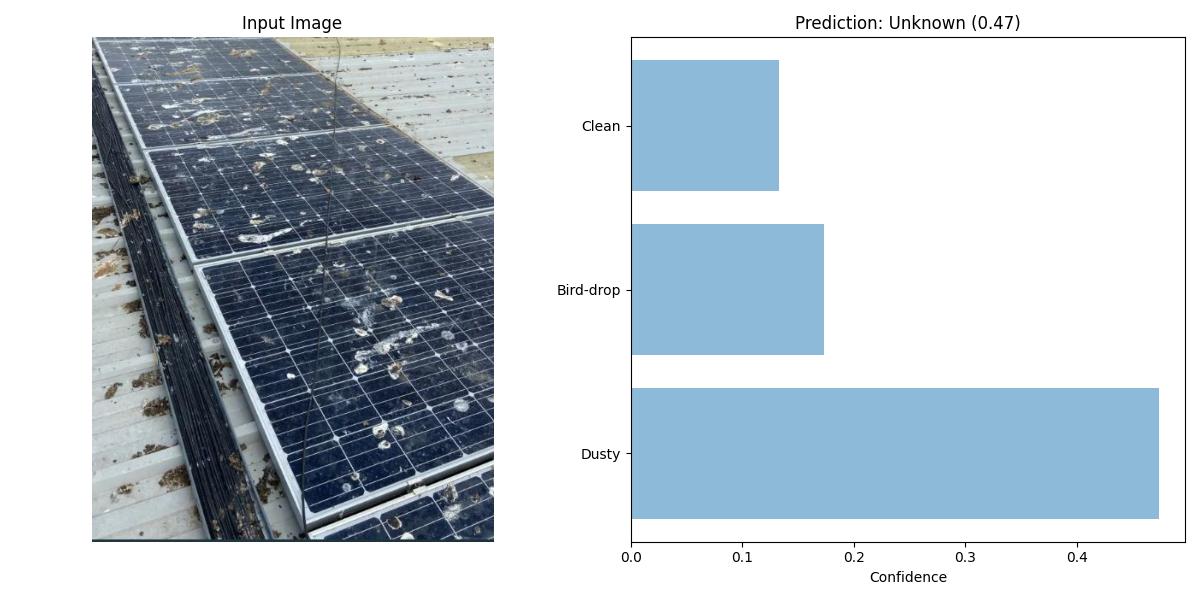 Input Image
Prediction: Unknown (0.47)
Clean
Bird-drop
Dusty
0.0 0.1 0.2 0.3 0.4
Confidence